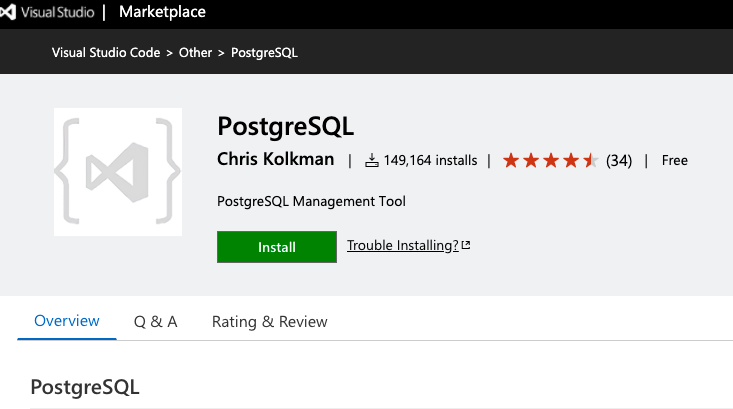 Visual Studio | Marketplace
Visual Studio Code > Other > PostgreSQL
PostgreSQL
Chris Kolkman | 149,164 installs | (34) | Free
PostgreSQL Management Tool
Install Trouble Installing?
Overview Q & A Rating & Review
PostgreSQL